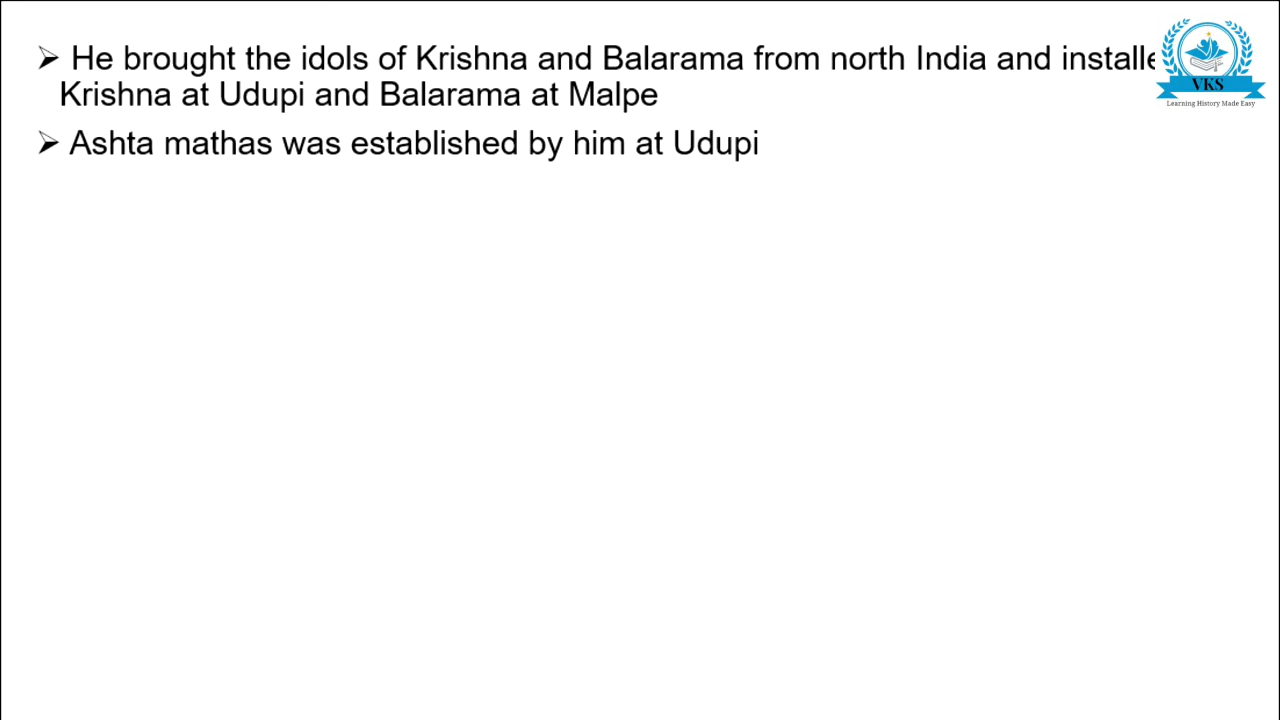 ➢ He brought the idols of Krishna and Balarama from north India and installe
Krishna at Udupi and Balarama at Malpe
➢ Ashta mathas was established by him at Udupi
VKS
Learning History Made Easy